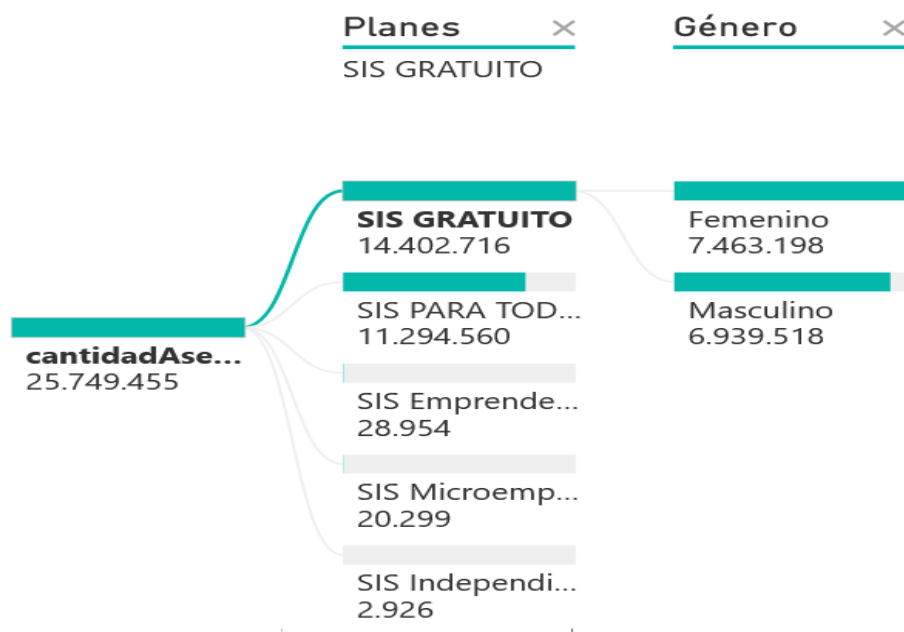 Planes
Género
SIS GRATUITO
SIS GRATUITO
14.402.716
Femenino
7.463.198
SIS PARA TOD...
11.294.560
Masculino
6.939.518
cantidadAse...
25.749.455
SIS Emprende...
28.954
SIS Microemp...
20.299
SIS Independi...
2.926